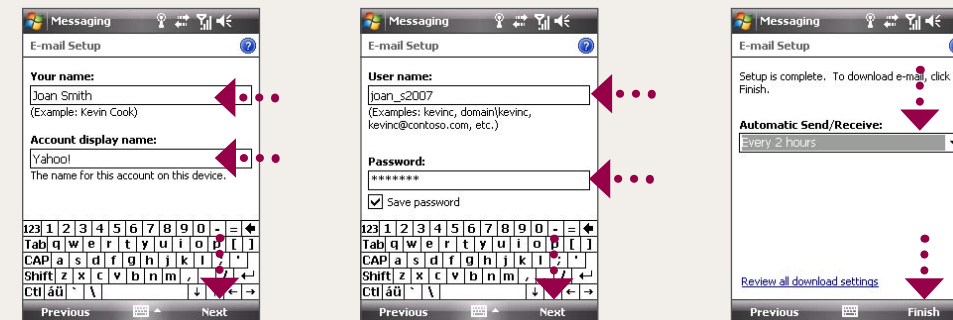 Messaging
E-mail Setup
Your name:
Joan Smith
(Example: Kevin Cook)
Account display name:
Yahoo!
The name for this account on this device.
123 1 2 3 4 5 6 7 8 9 0 - =
Tab q w e r t y u i o p [ ]
CAP a s d f g h j k l ; '
Shift z x c v b n m , . /
Ctl áü ` \
Previous Next
Messaging
E-mail Setup
User name:
joan_s2007
(Examples: kevinc, domain\kevinc,
kevinc@contoso.com, etc.)
Password:
*******
Save password
123 1 2 3 4 5 6 7 8 9 0 - =
Tab q w e r t y u i o p [ ]
CAP a s d f g h j k l ; '
Shift z x c v b n m , . /
Ctl áü ` \
Previous Next
Messaging
E-mail Setup
Setup is complete. To download e-mail, click
Finish.
Automatic Send/Receive:
Every 2 hours
Review all download settings
Previous Finish